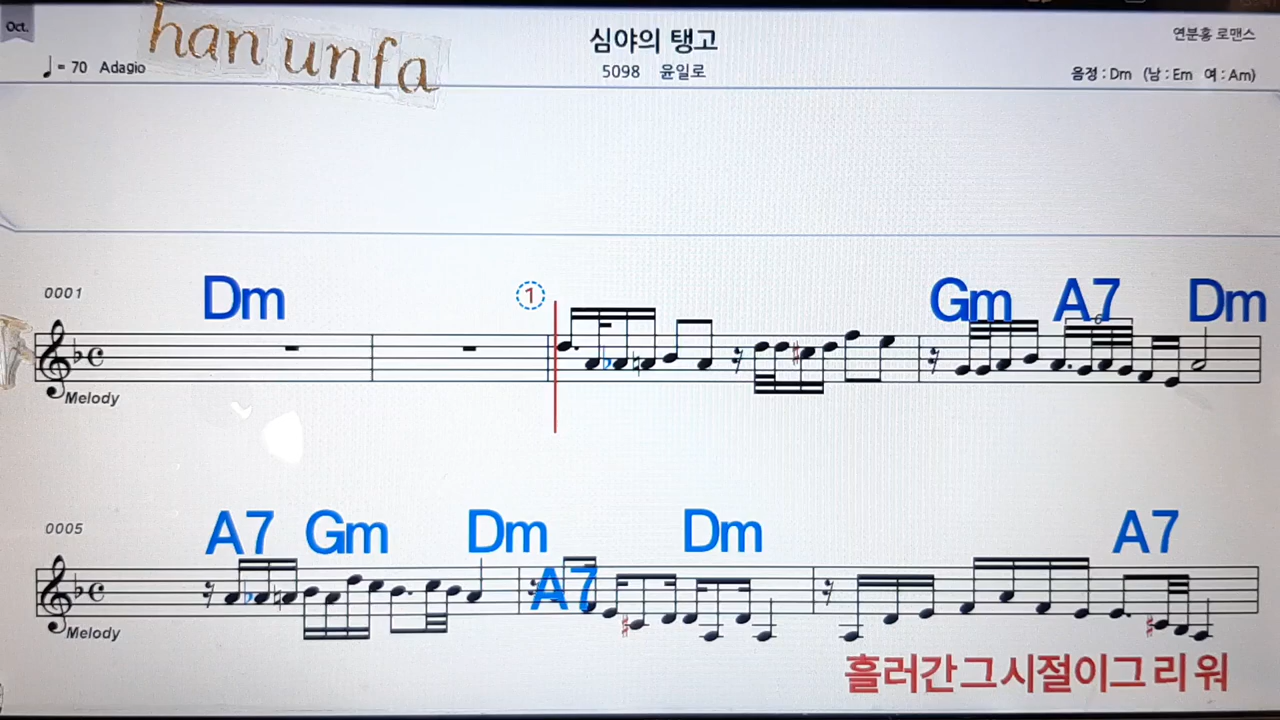 Oct.
han unfa
심야의 탱고
연분홍 로맨스
♩= 70 Adagio
5098 윤일로
음정 : Dm (남 : Em 여 : Am)
0001
Dm
1
Gm A7 Dm
6
Melody
0005
A7 Gm Dm Dm A7
A7
Melody
흘러간그시절이그리워